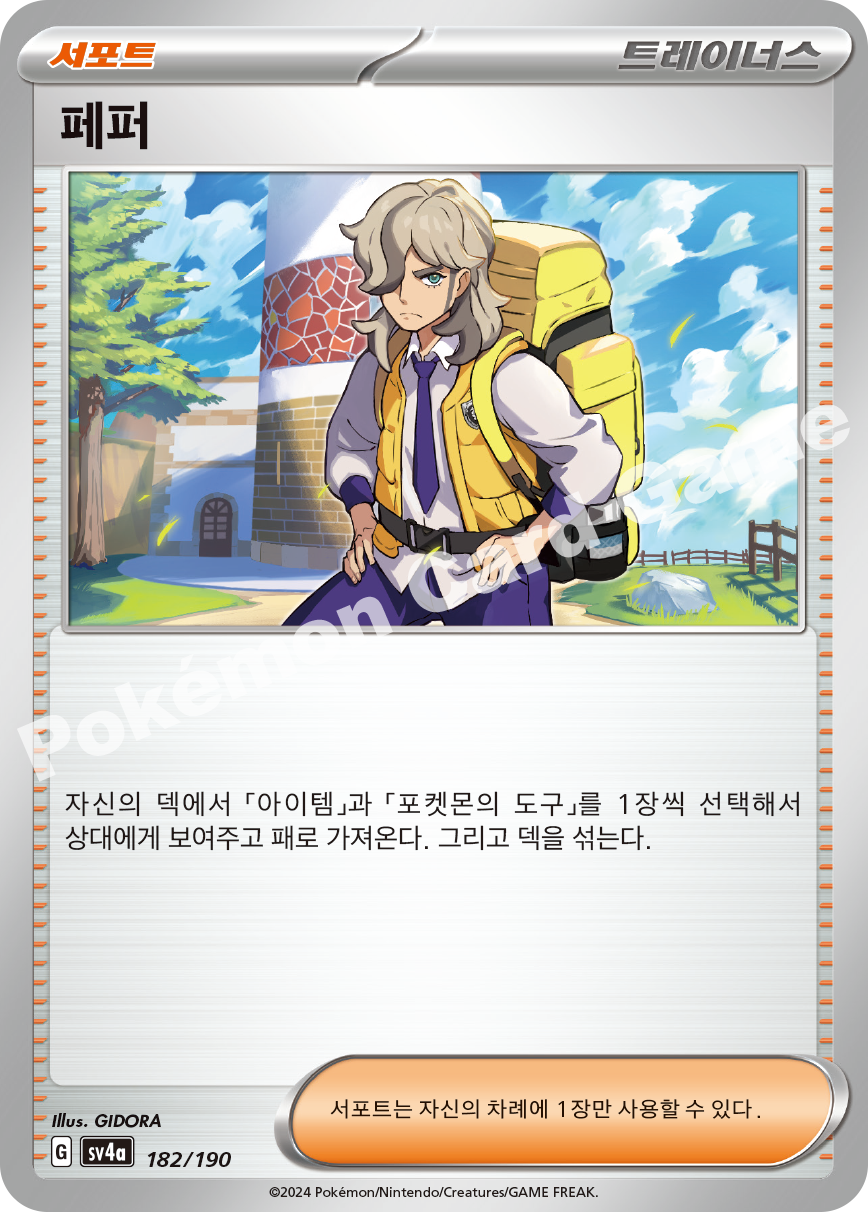 서포트
트레이너스
페퍼
자신의 덱에서 「아이템」과 「포켓몬의 도구」를 1장씩 선택해서
상대에게 보여주고 패로 가져온다. 그리고 덱을 섞는다.
Pokémon Card Game
서포트는 자신의 차례에 1장만 사용할 수 있다.
Illus. GIDORA
G sv4a 182/190
©2024 Pokémon/Nintendo/Creatures/GAME FREAK.